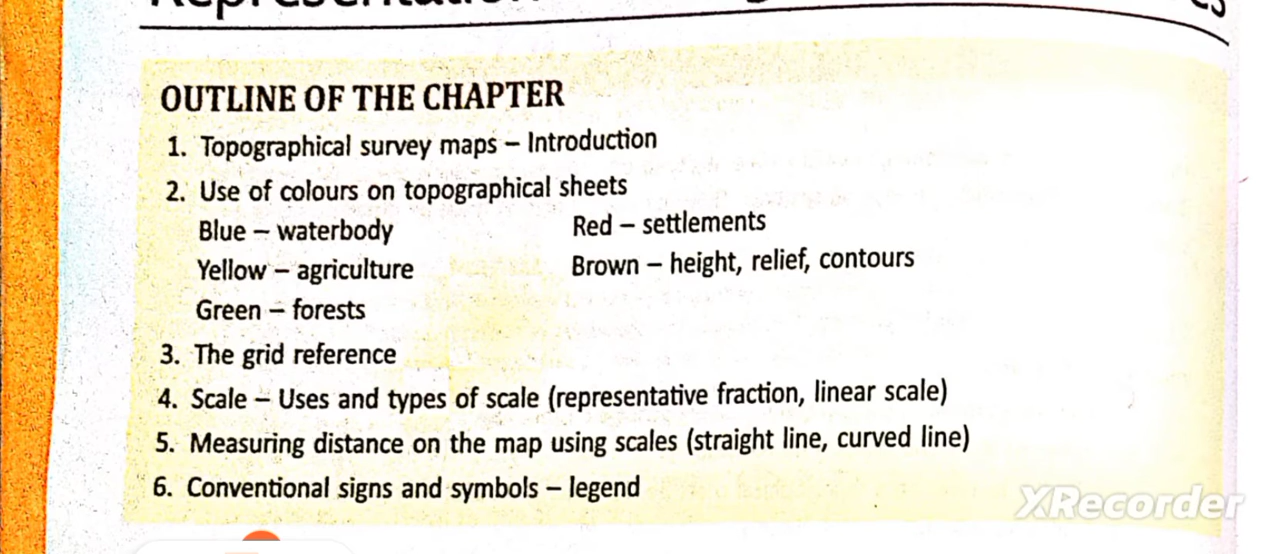 OUTLINE OF THE CHAPTER
1. Topographical survey maps – Introduction
2. Use of colours on topographical sheets
Blue – waterbody Red – settlements
Yellow – agriculture Brown – height, relief, contours
Green – forests
3. The grid reference
4. Scale – Uses and types of scale (representative fraction, linear scale)
5. Measuring distance on the map using scales (straight line, curved line)
6. Conventional signs and symbols – legend
XRecorder